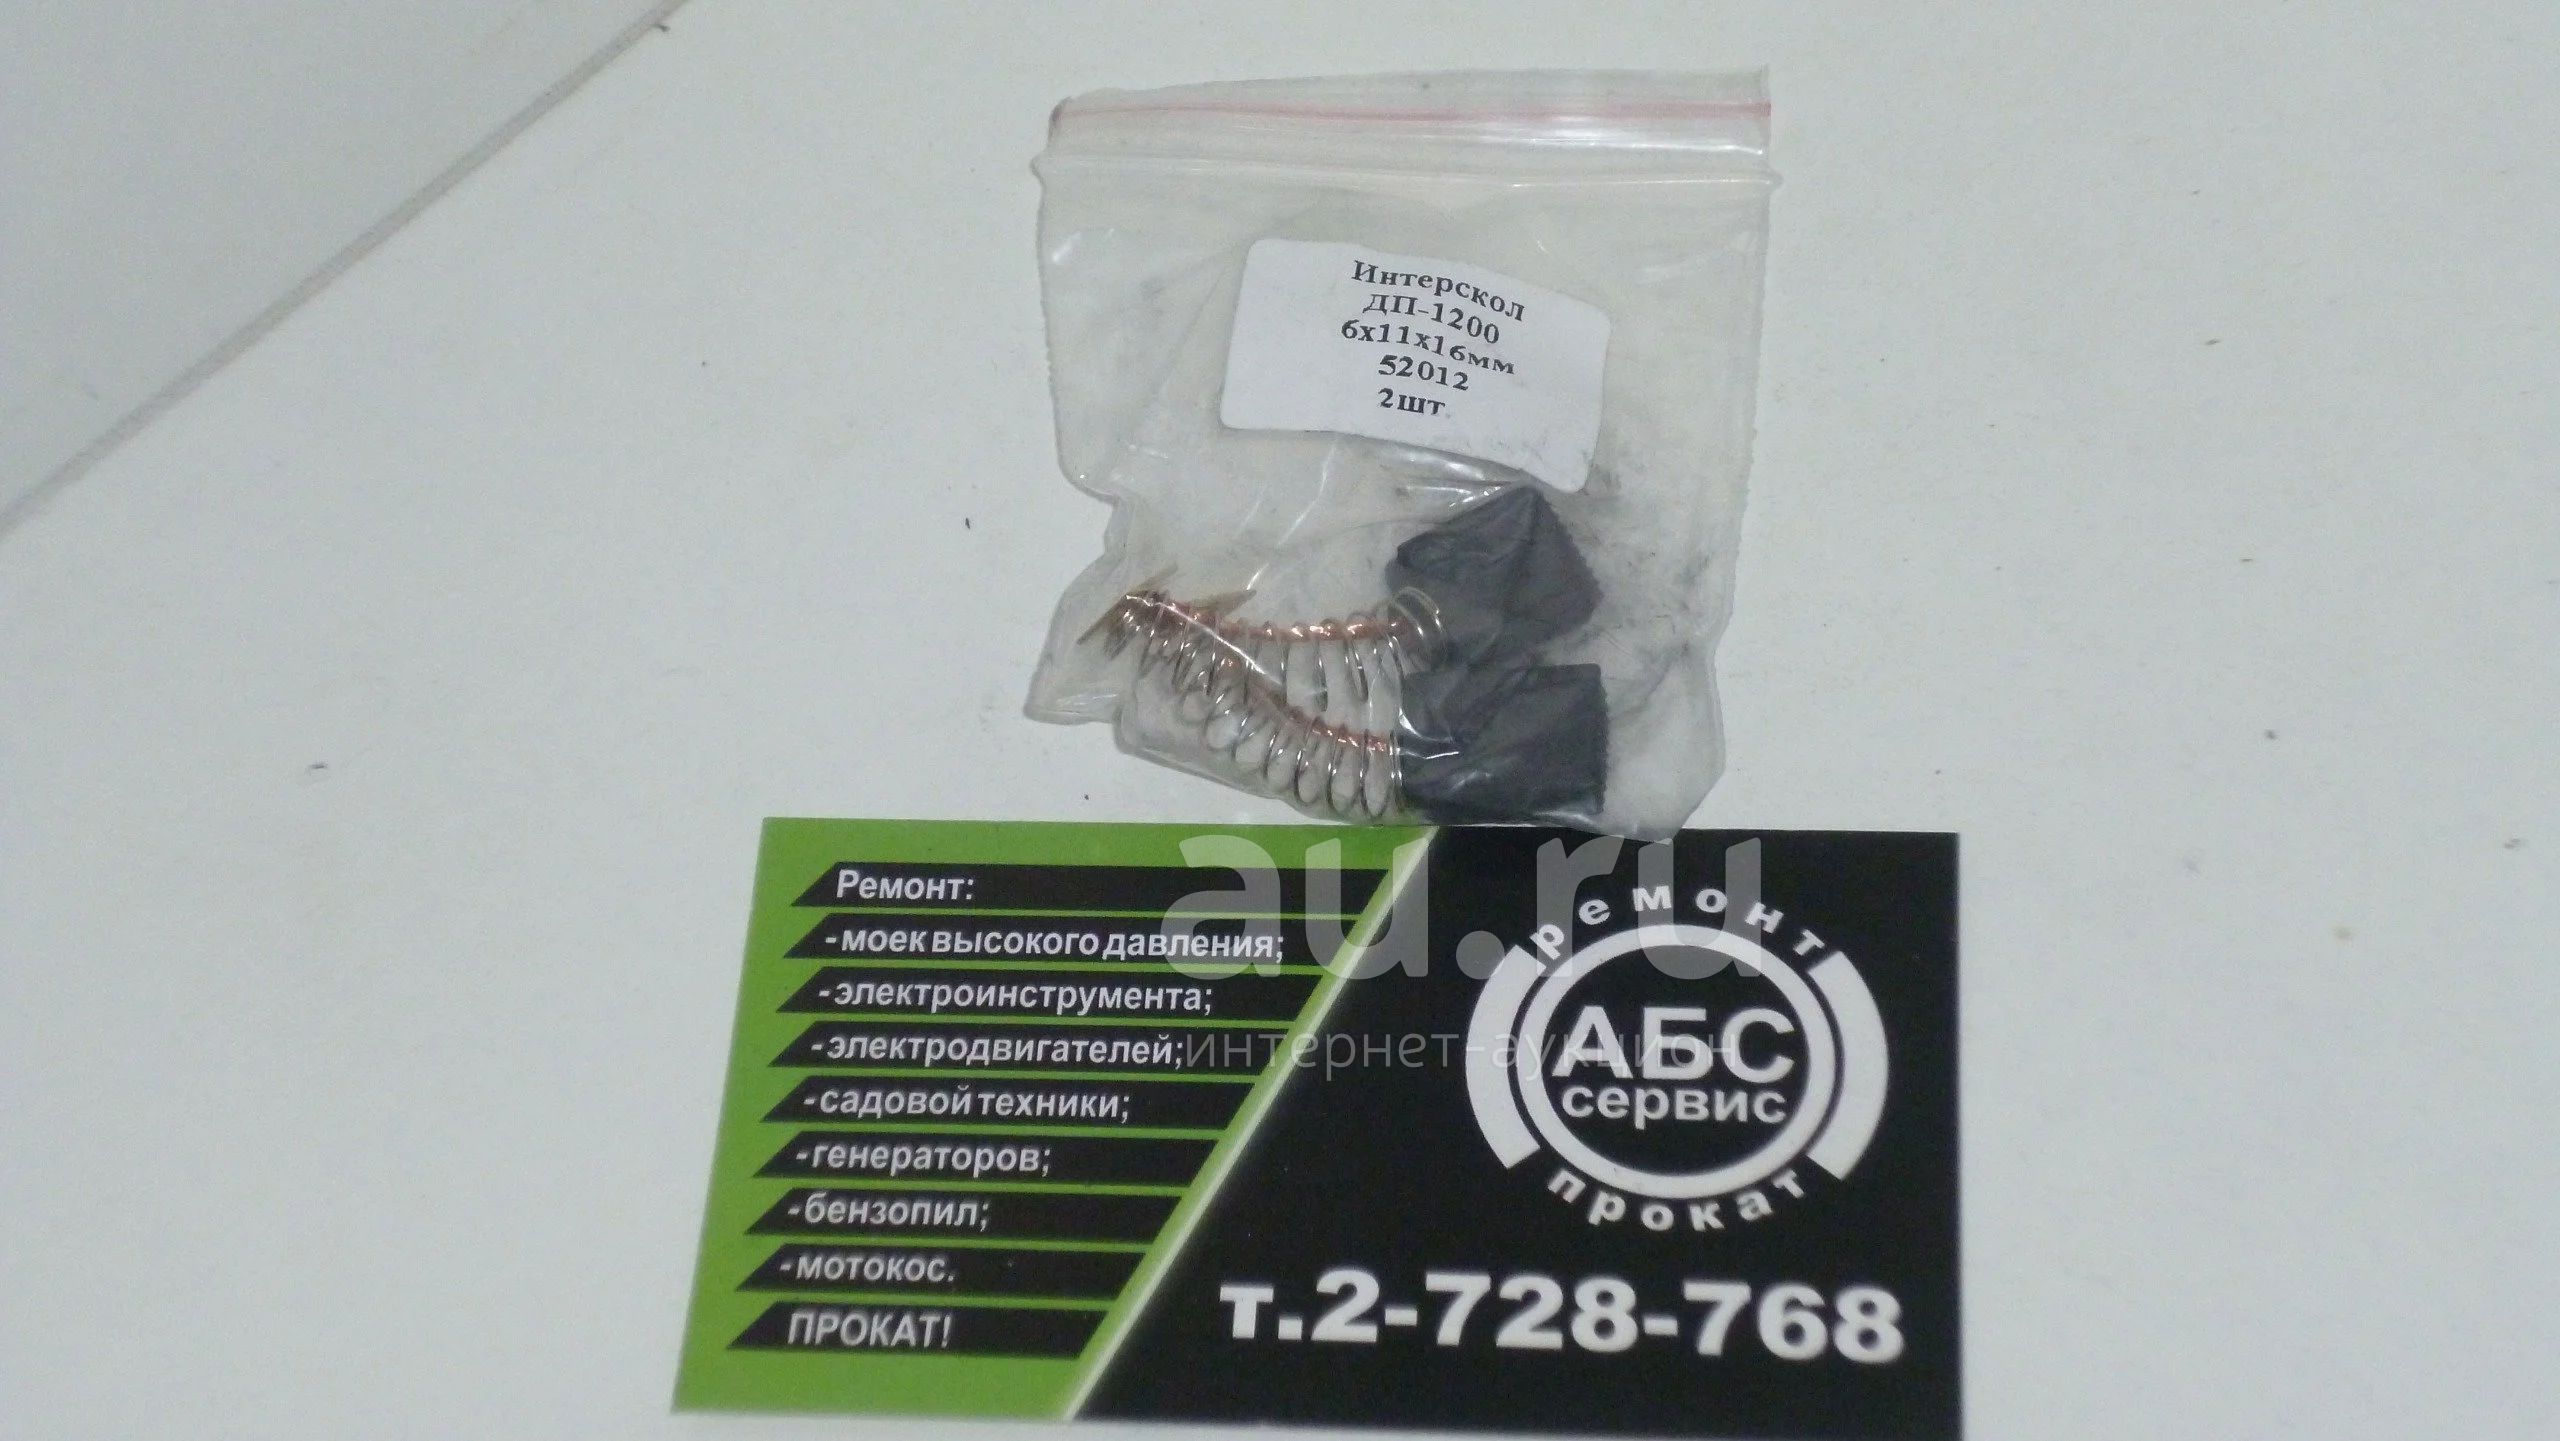 Интерскол
ДП-1200
6х11х16мм
52012
2шт
au.ru
интернет-аукцион
Ремонт:
-моек высокого давления;
-электроинструмента;
-электродвигателей;
-садовой техники;
-генераторов;
-бензопил;
-мотокос.
ПРОКАТ!
ремонт
АБС
сервис
прокат
т.2-728-768